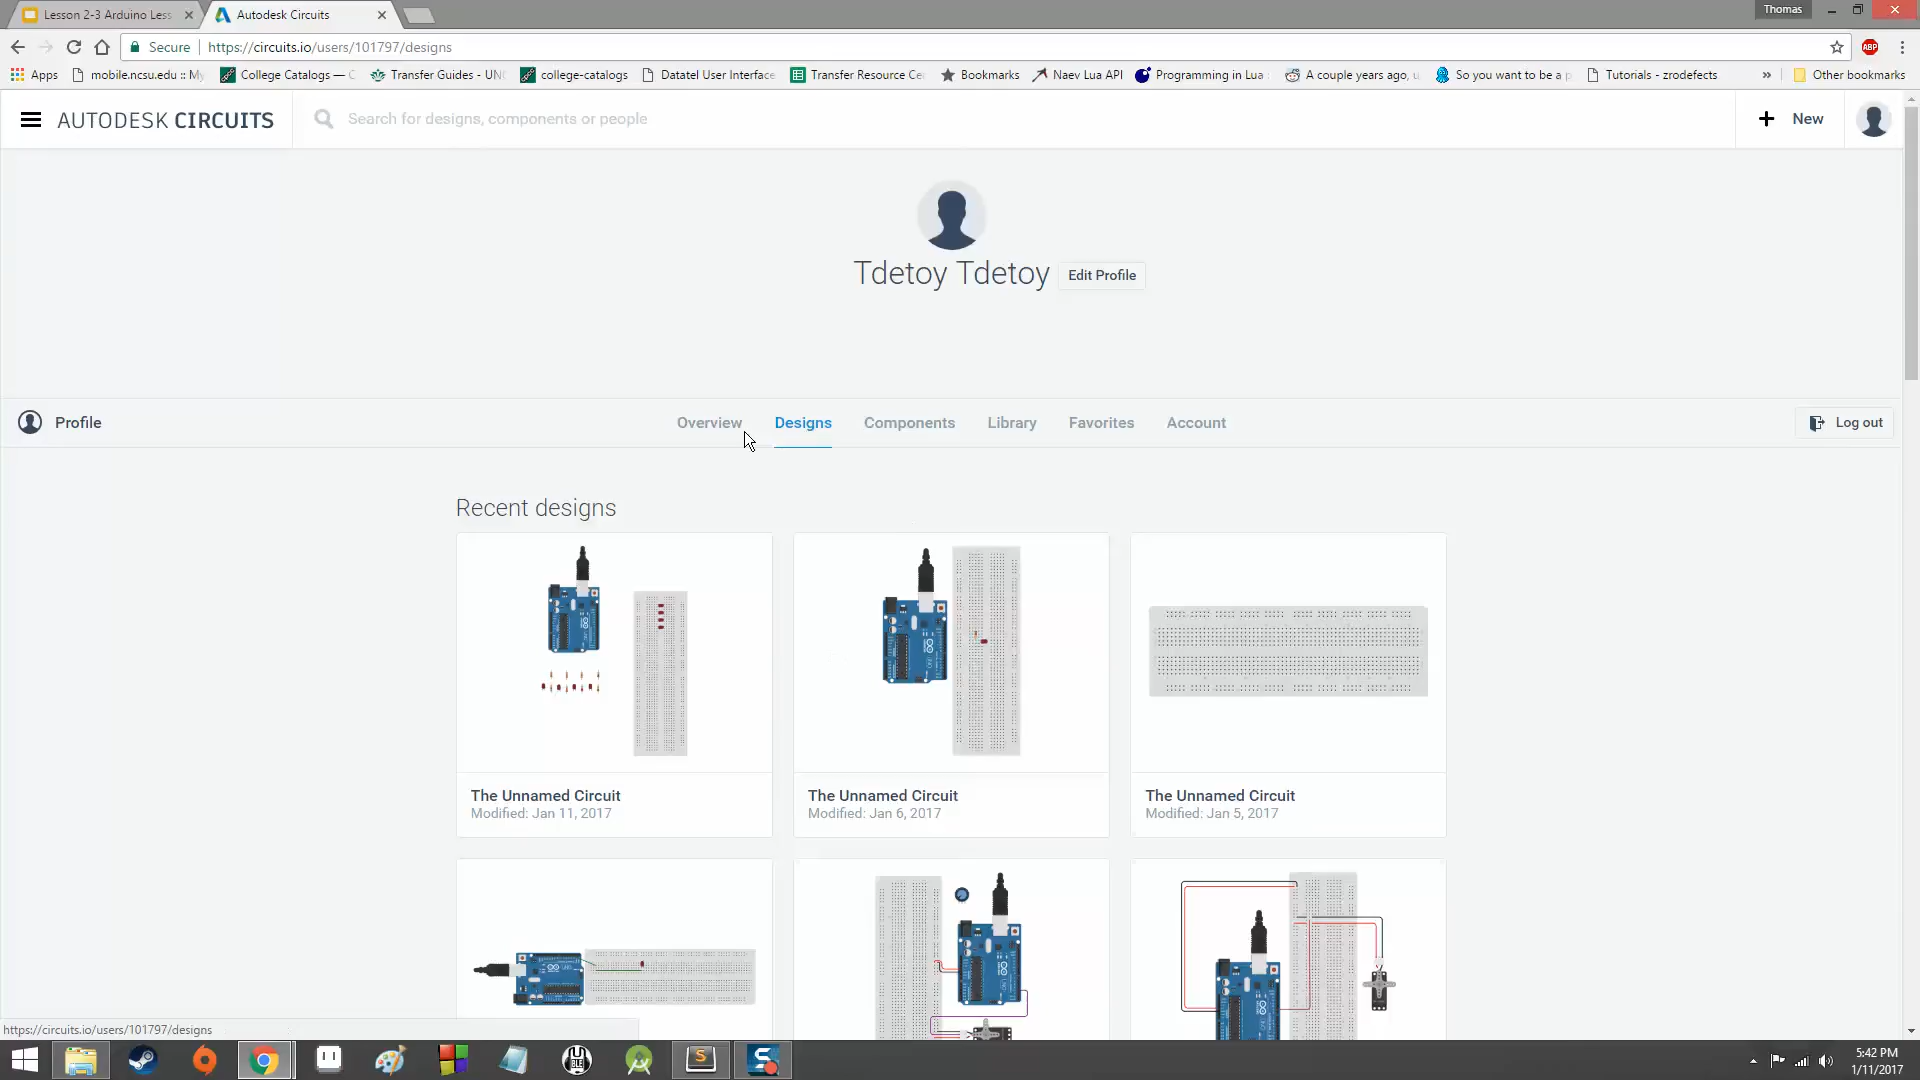 Lesson 2-3 Arduino Less
Autodesk Circuits
Thomas
Secure
https://circuits.io/users/101797/designs
ABP
Apps
mobile.ncsu.edu :: My
College Catalogs — C
Transfer Guides - UNC
college-catalogs
Datatel User Interface
Transfer Resource Ce
Bookmarks
Naev Lua API
Programming in Lua :
A couple years ago, u
So you want to be a p
Tutorials - zrodefects
»
Other bookmarks
AUTODESK CIRCUITS
Search for designs, components or people
+ New
Tdetoy Tdetoy
Edit Profile
Profile
Overview
Designs
Components
Library
Favorites
Account
Log out
Recent designs
The Unnamed Circuit
Modified: Jan 11, 2017
The Unnamed Circuit
Modified: Jan 6, 2017
The Unnamed Circuit
Modified: Jan 5, 2017
https://circuits.io/users/101797/designs
5:42 PM
1/11/2017